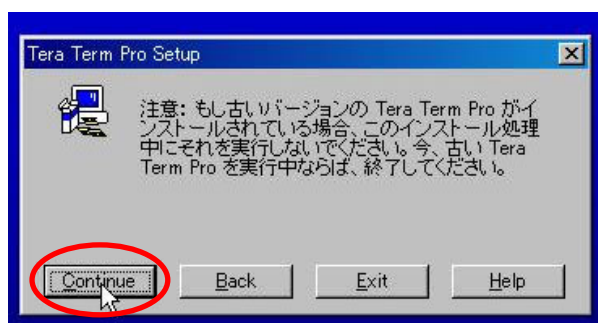 Tera Term Pro Setup
注意: もし古いバージョンの Tera Term Pro がイ
ンストールされている場合、このインストール処理
中にそれを実行しないでください。今、古い Tera
Term Pro を実行中ならば、終了してください。
Continue Back Exit Help